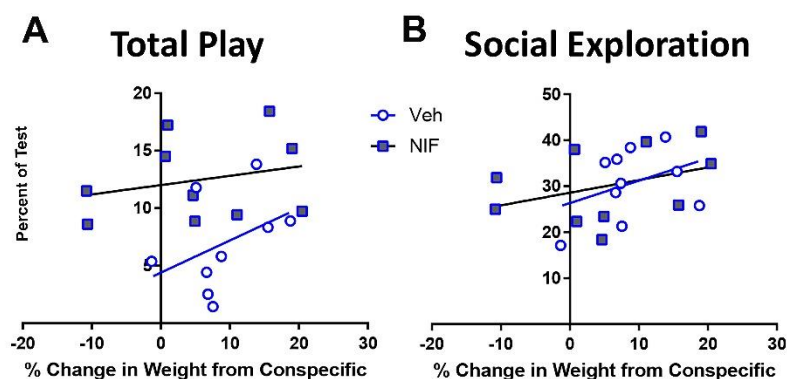 A
Total Play
B
Social Exploration
Percent of Test
20
15
10
5
-20
-10
0
10
20
30
% Change in Weight from Conspecific
Veh
NIF
50
40
30
20
10
-20
-10
0
10
20
30
% Change in Weight from Conspecific